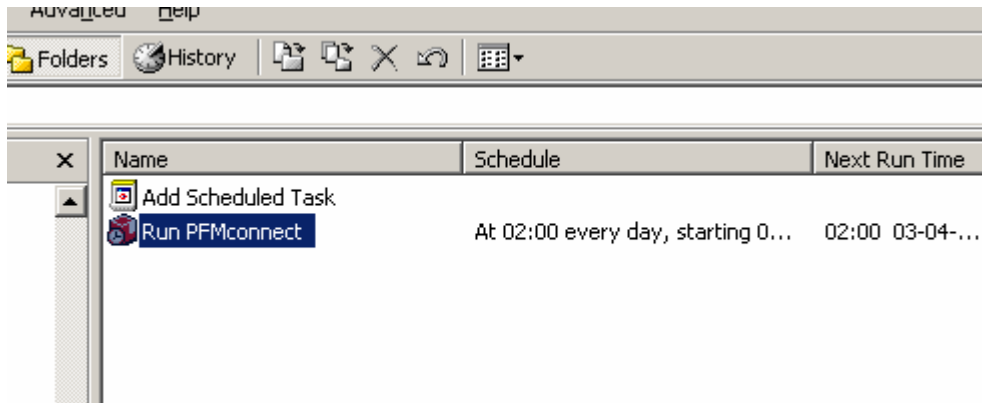 Advanced Help
Folders History
Name Schedule Next Run Time
Add Scheduled Task
Run PFMconnect At 02:00 every day, starting 0... 02:00 03-04-...